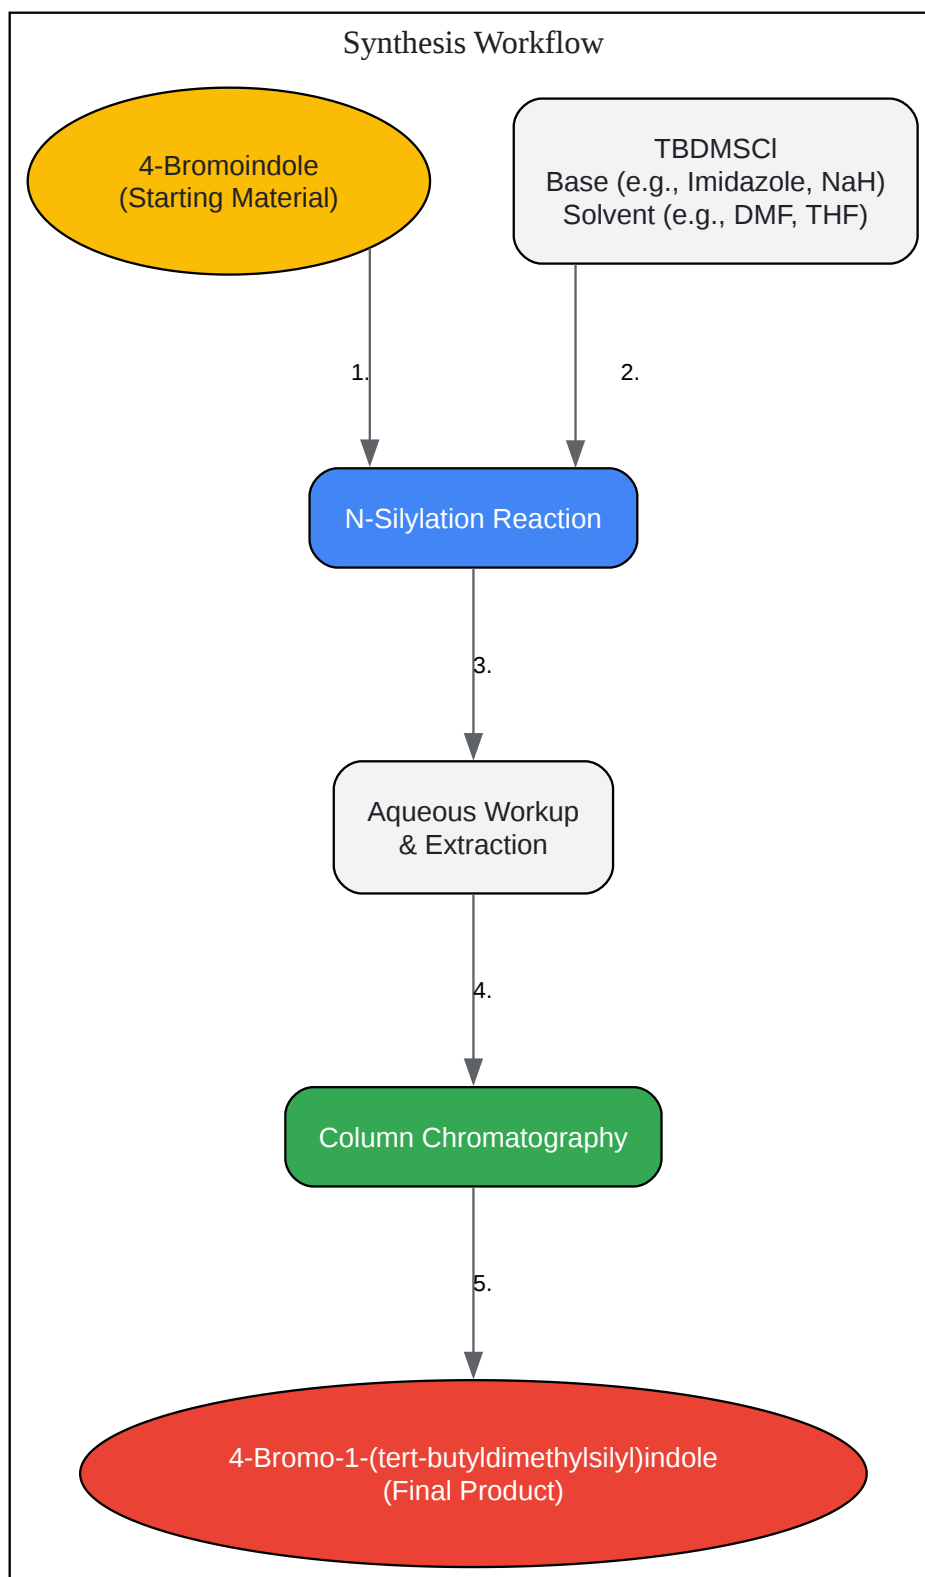 Synthesis Workflow
4-Bromoindole
(Starting Material)
TBDMSCl
Base (e.g., Imidazole, NaH)
Solvent (e.g., DMF, THF)
1.
2.
N-Silylation Reaction
3.
Aqueous Workup
& Extraction
4.
Column Chromatography
5.
4-Bromo-1-(tert-butyldimethylsilyl)indole
(Final Product)